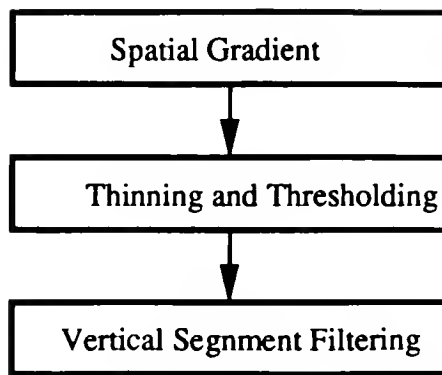 Spatial Gradient
Thinning and Thresholding
Vertical Segnment Filtering